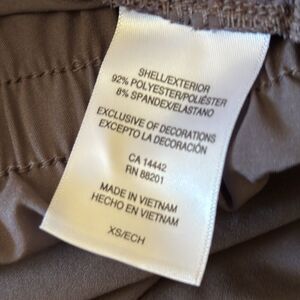 SHELL/EXTERIOR
92% POLYESTER/POLIÉSTER
8% SPANDEX/ELASTANO
EXCLUSIVE OF DECORATIONS
EXCEPTO LA DECORACIÓN
CA 14442
RN 88201
MADE IN VIETNAM
HECHO EN VIETNAM
XS/ECH